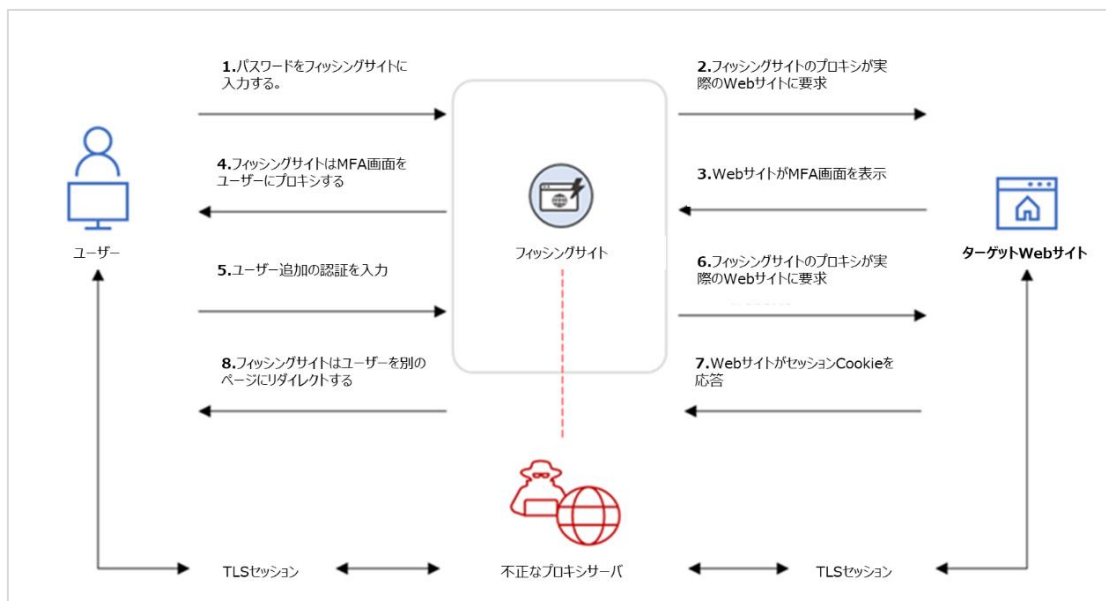 1.パスワードをフィッシングサイトに
入力する。
2.フィッシングサイトのプロキシが実
際のWebサイトに要求
4.フィッシングサイトはMFA画面を
ユーザーにプロキシする
3.WebサイトがMFA画面を表示
ユーザー
フィッシングサイト
ターゲットWebサイト
5.ユーザー追加の認証を入力
6.フィッシングサイトのプロキシが実
際のWebサイトに要求
8.フィッシングサイトはユーザーを別の
ページにリダイレクトする
7.WebサイトがセッションCookieを
応答
TLSセッション
不正なプロキシサーバ
TLSセッション